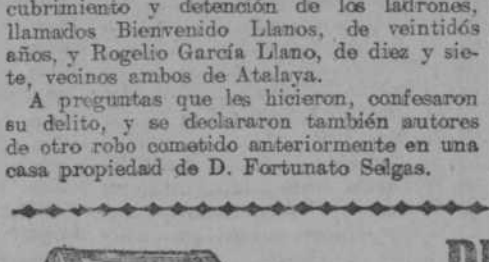 cubrimiento y detención de los ladrones,
llamados Bienvenido Llanos, de veintidós
años, y Rogelio García Llano, de diez y sie-
te, vecinos ambos de Atalaya.
A preguntas que les hicieron, confesaron
su delito, y se declararon también autores
de otro robo cometido anteriormente en una
casa propiedad de D. Fortunato Selgas.